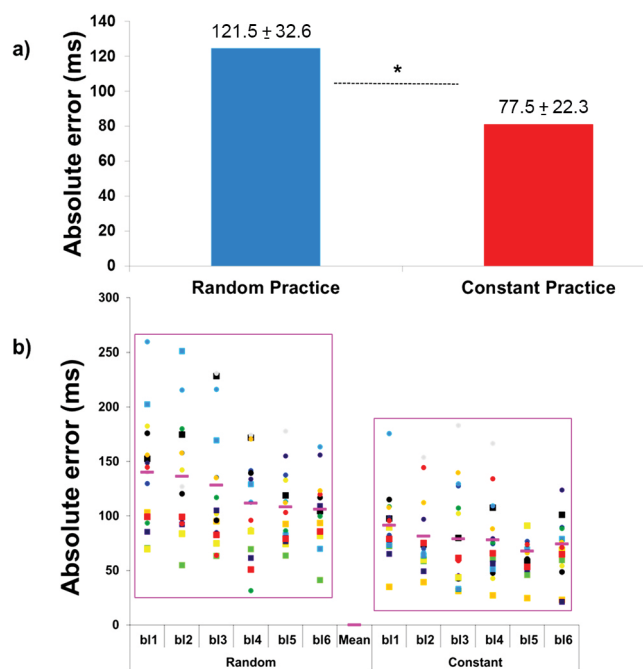 a)
Absolute error (ms)
140
120
100
80
60
40
20
0
121.5 ± 32.6
*
77.5 ± 22.3
Random Practice Constant Practice
b)
Absolute error (ms)
300
250
200
150
100
50
0
bl1 bl2 bl3 bl4 bl5 bl6 Mean bl1 bl2 bl3 bl4 bl5 bl6
Random Constant